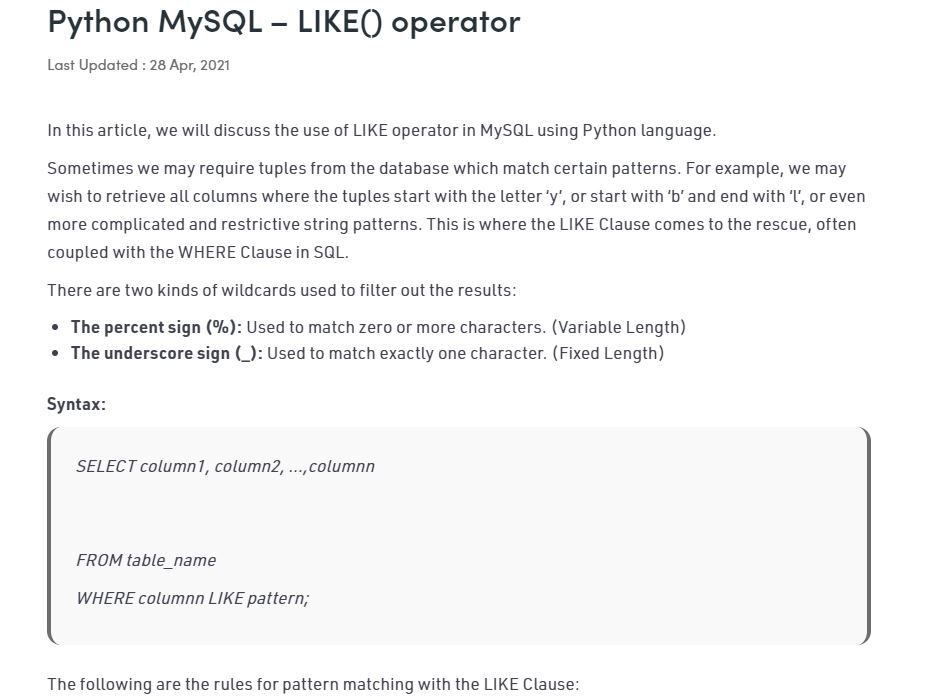 Python MySQL – LIKE() operator
Last Updated : 28 Apr, 2021
In this article, we will discuss the use of LIKE operator in MySQL using Python language.
Sometimes we may require tuples from the database which match certain patterns. For example, we may
wish to retrieve all columns where the tuples start with the letter ‘y’, or start with ‘b’ and end with ‘l’, or even
more complicated and restrictive string patterns. This is where the LIKE Clause comes to the rescue, often
coupled with the WHERE Clause in SQL.
There are two kinds of wildcards used to filter out the results:
• The percent sign (%): Used to match zero or more characters. (Variable Length)
• The underscore sign (_): Used to match exactly one character. (Fixed Length)
Syntax:
SELECT column1, column2, ...,columnn
FROM table_name
WHERE columnn LIKE pattern;
The following are the rules for pattern matching with the LIKE Clause: